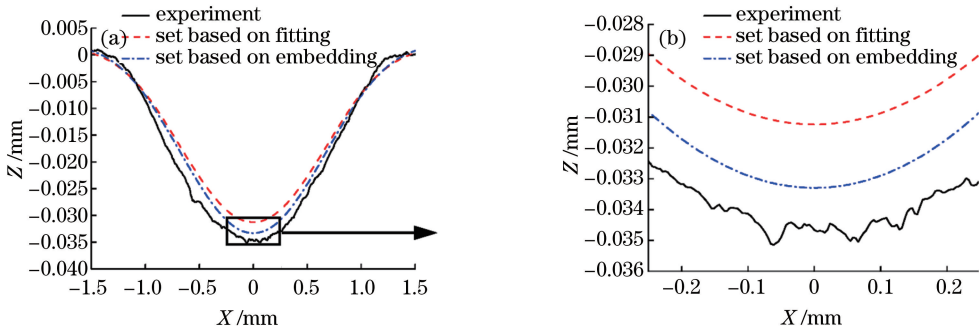 0.005
0
−0.005
−0.010
−0.015
−0.020
−0.025
−0.030
−0.035
−0.040
Z /mm
−1.5 −1.0 −0.5 0 0.5 1.0 1.5
X /mm
(a)
experiment
set based on fitting
set based on embedding
−0.028
−0.029
−0.030
−0.031
−0.032
−0.033
−0.034
−0.035
−0.036
Z /mm
−0.2 −0.1 0 0.1 0.2
X /mm
(b)
experiment
set based on fitting
set based on embedding